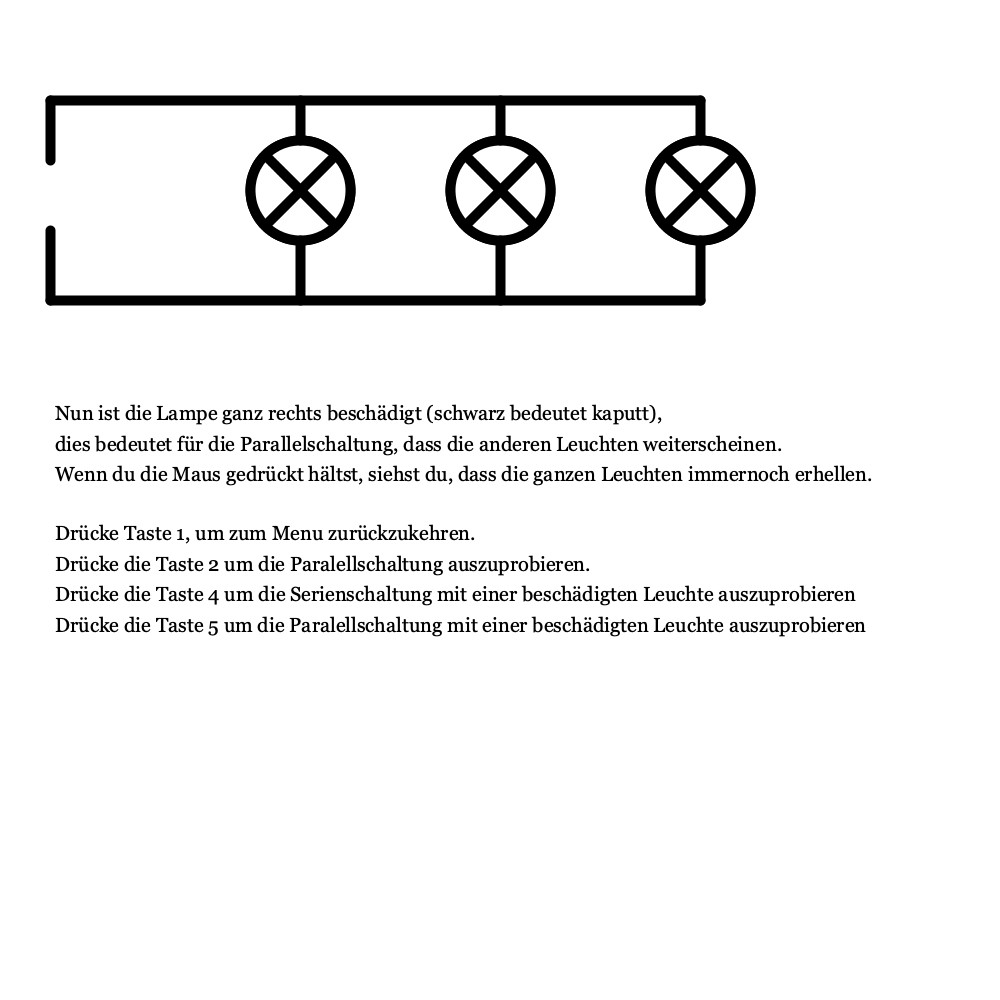 Nun ist die Lampe ganz rechts beschädigt (schwarz bedeutet kaputt),
dies bedeutet für die Parallelschaltung, dass die anderen Leuchten weiterscheinen.
Wenn du die Maus gedrückt hältst, siehst du, dass die ganzen Leuchten immernoch erhellen.
Drücke Taste 1, um zum Menu zurückzukehren.
Drücke die Taste 2 um die Paralellschaltung auszuprobieren.
Drücke die Taste 4 um die Serienschaltung mit einer beschädigten Leuchte auszuprobieren
Drücke die Taste 5 um die Paralellschaltung mit einer beschädigten Leuchte auszuprobieren